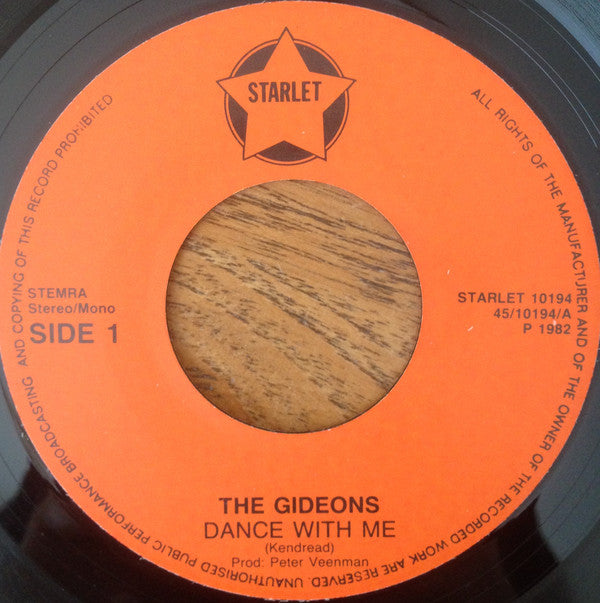 STARLET
ALL RIGHTS OF THE MANUFACTURER AND OF THE OWNER OF THE RECORDED WORK ARE RESERVED. UNAUTHORISED PUBLIC PERFORMANCE BROADCASTING AND COPYING OF THIS RECORD PROHIBITED
STEMRA
Stereo/Mono
SIDE 1
STARLET 10194
45/10194/A
P 1982
THE GIDEONS
DANCE WITH ME
(Kendread)
Prod: Peter Veenman